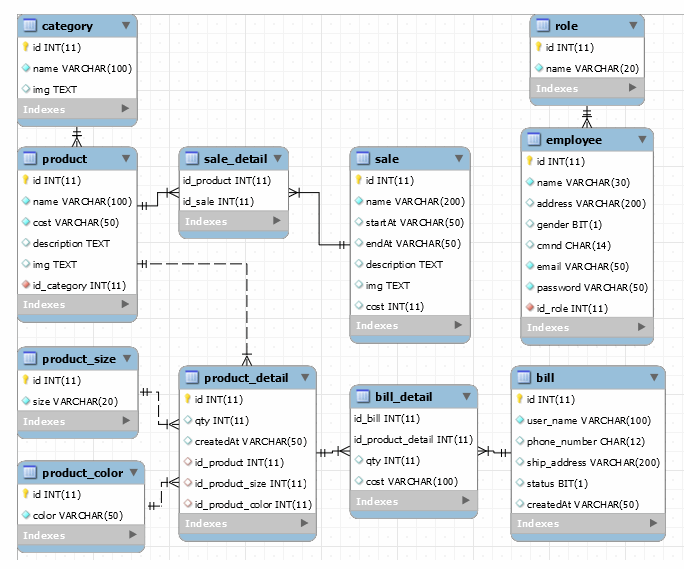 category
id INT(11)
name VARCHAR(100)
img TEXT
Indexes
role
id INT(11)
name VARCHAR(20)
Indexes
product
id INT(11)
name VARCHAR(100)
cost VARCHAR(50)
description TEXT
img TEXT
id_category INT(11)
Indexes
sale_detail
id_product INT(11)
id_sale INT(11)
Indexes
sale
id INT(11)
name VARCHAR(200)
startAt VARCHAR(50)
endAt VARCHAR(50)
description TEXT
img TEXT
cost INT(11)
Indexes
employee
id INT(11)
name VARCHAR(30)
address VARCHAR(200)
gender BIT(1)
cmnd CHAR(14)
email VARCHAR(50)
password VARCHAR(50)
id_role INT(11)
Indexes
product_size
id INT(11)
size VARCHAR(20)
Indexes
product_color
id INT(11)
color VARCHAR(50)
Indexes
product_detail
id INT(11)
qty INT(11)
createdAt VARCHAR(50)
id_product INT(11)
id_product_size INT(11)
id_product_color INT(11)
Indexes
bill_detail
id_bill INT(11)
id_product_detail INT(11)
qty INT(11)
cost VARCHAR(100)
Indexes
bill
id INT(11)
user_name VARCHAR(100)
phone_number CHAR(12)
ship_address VARCHAR(200)
status BIT(1)
createdAt VARCHAR(50)
Indexes